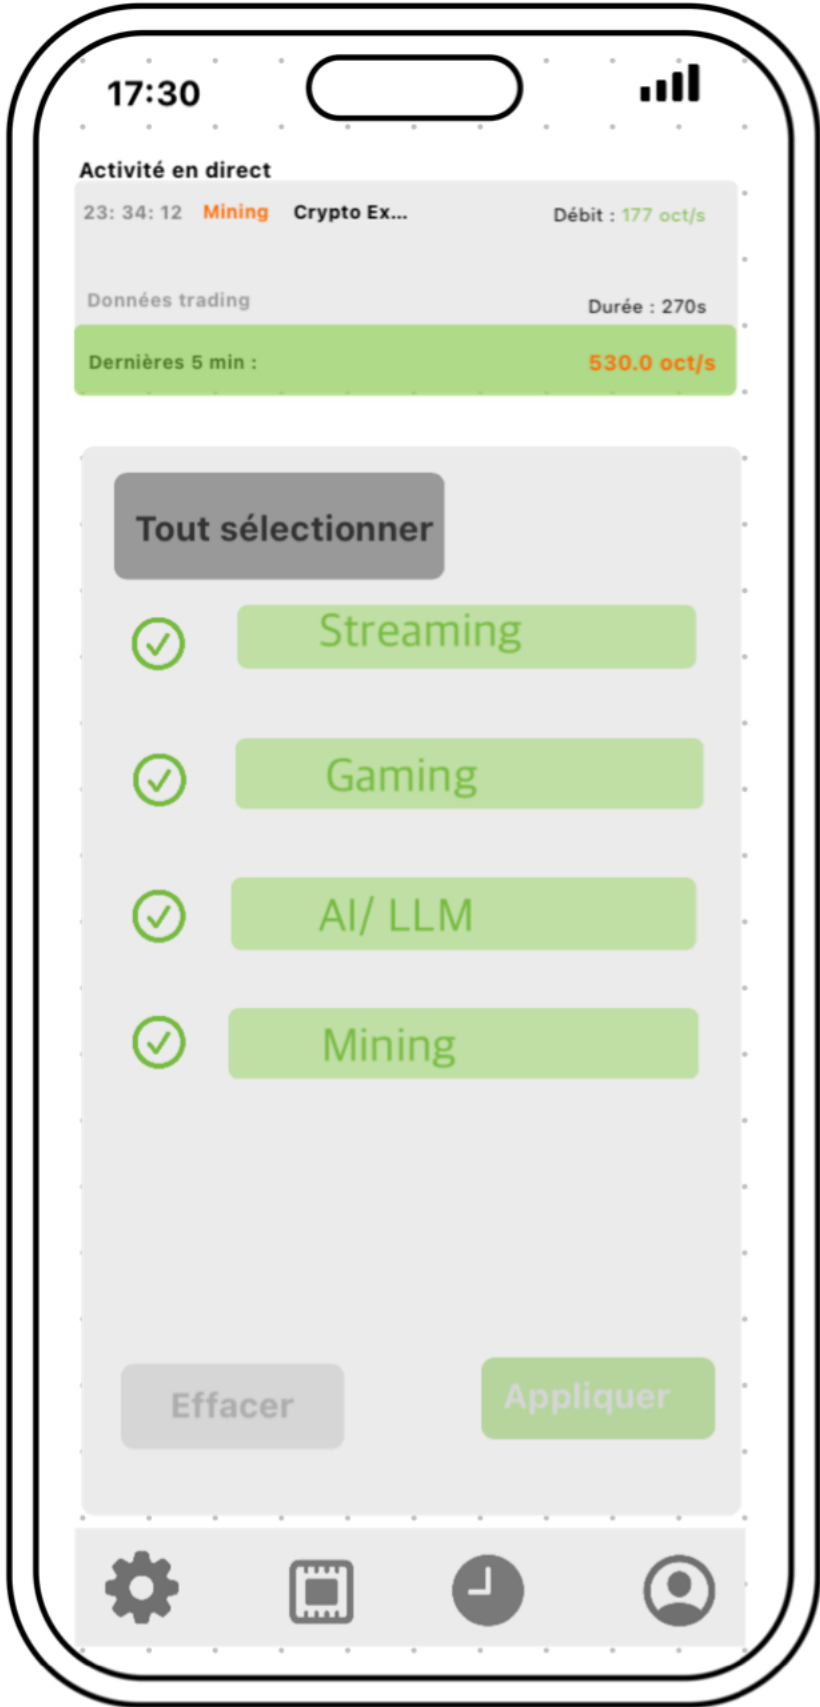 17:30
Activité en direct
23: 34: 12 Mining Crypto Ex... Débit : 177 oct/s
Données trading Durée : 270s
Dernières 5 min : 530.0 oct/s
Tout sélectionner
Streaming
Gaming
AI/ LLM
Mining
Effacer Appliquer